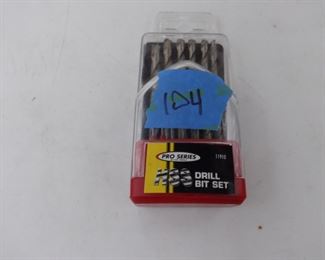 104
PRO SERIES
HSS DRILL
BIT SET